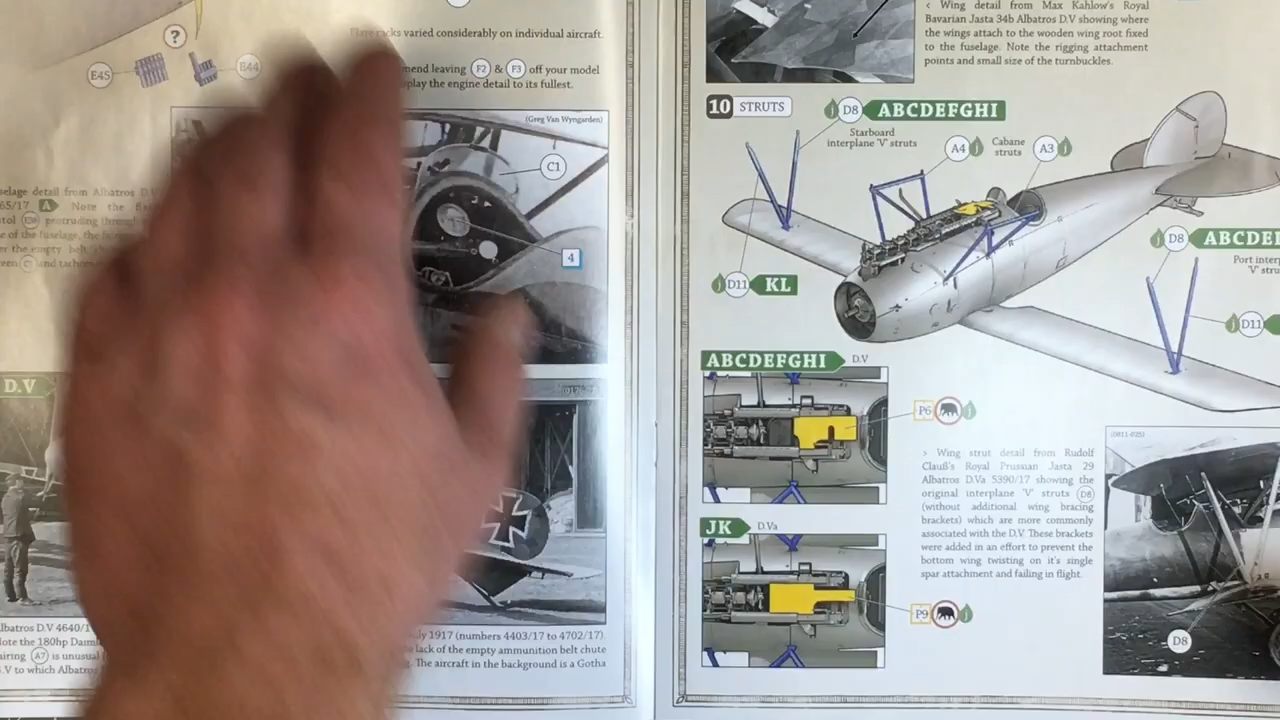 ?
E45
E44
racks varied considerably on individual aircraft.
mend leaving F2 & F3 off your model
play the engine detail to its fullest.
(Greg Van Wyngarden)
C1
4
selage detail from Albatros D.V
65/17 A Note the
protruding through
e of the fuselage, the
the empty belt
and
D.V
lbatros D.V 4640/1
lote the 180hp Daim
iring A7 is unusual
.V to which Albatros
uly 1917 (numbers 4403/17 to 4702/17).
lack of the empty ammunition belt chute
g. The aircraft in the background is a Gotha
< Wing detail from Max Kahlow's Royal
Bavarian Jasta 34b Albatros D.V showing where
the wings attach to the wooden wing root fixed
to the fuselage. Note the rigging attachment
points and small size of the turnbuckles.
10 STRUTS
j D8 ABCDEFGHI
Starboard
interplane 'V' struts
A4 j Cabane struts A3 j
j D8 ABCDE
Port inter
'V' stru
j D11 KL
j D11
ABCDEFGHI D.V
P6 j
JK D.Va
P9 j
> Wing strut detail from Rudolf
Clauß's Royal Prussian Jasta 29
Albatros D.Va 5390/17 showing the
original interplane 'V' struts D8
(without additional wing bracing
brackets) which are more commonly
associated with the D.V. These brackets
were added in an effort to prevent the
bottom wing twisting on it's single
spar attachment and failing in flight.
D8